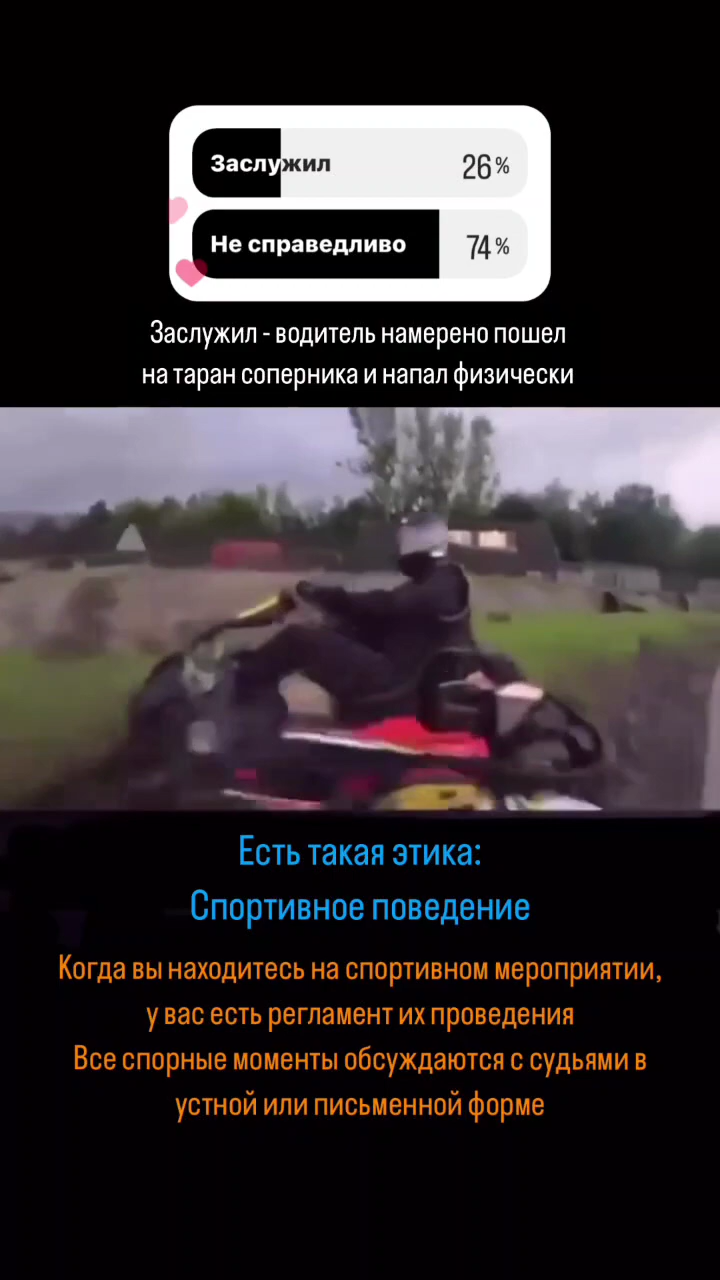 Заслужил 26%
Не справедливо 74%
Заслужил - водитель намерено пошел
на таран соперника и напал физически
Есть такая этика:
Спортивное поведение
Когда вы находитесь на спортивном мероприятии,
у вас есть регламент их проведения
Все спорные моменты обсуждаются с судьями в
устной или письменной форме